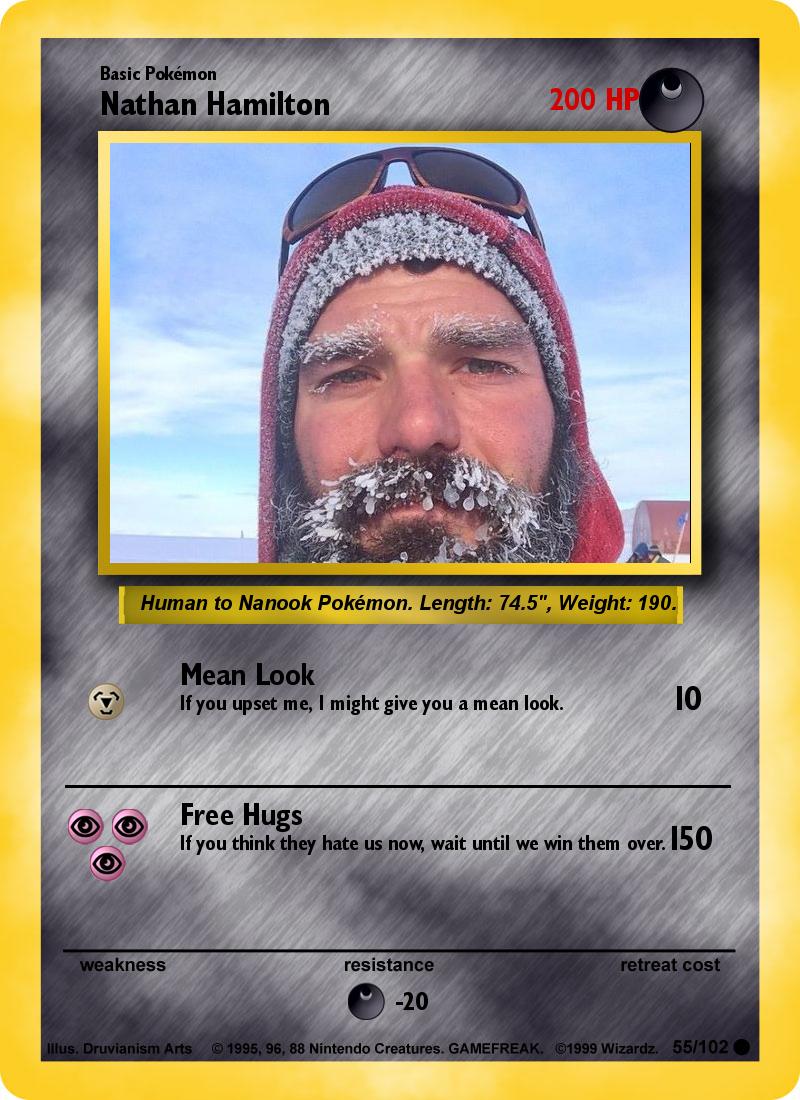 Basic Pokémon
Nathan Hamilton
200 HP
Human to Nanook Pokémon. Length: 74.5", Weight: 190.
Mean Look
If you upset me, I might give you a mean look.
10
Free Hugs
If you think they hate us now, wait until we win them over.
150
weakness resistance retreat cost
-20
Illus. Druvianism Arts © 1995, 96, 88 Nintendo Creatures. GAMEFREAK. ©1999 Wizardz. 55/102